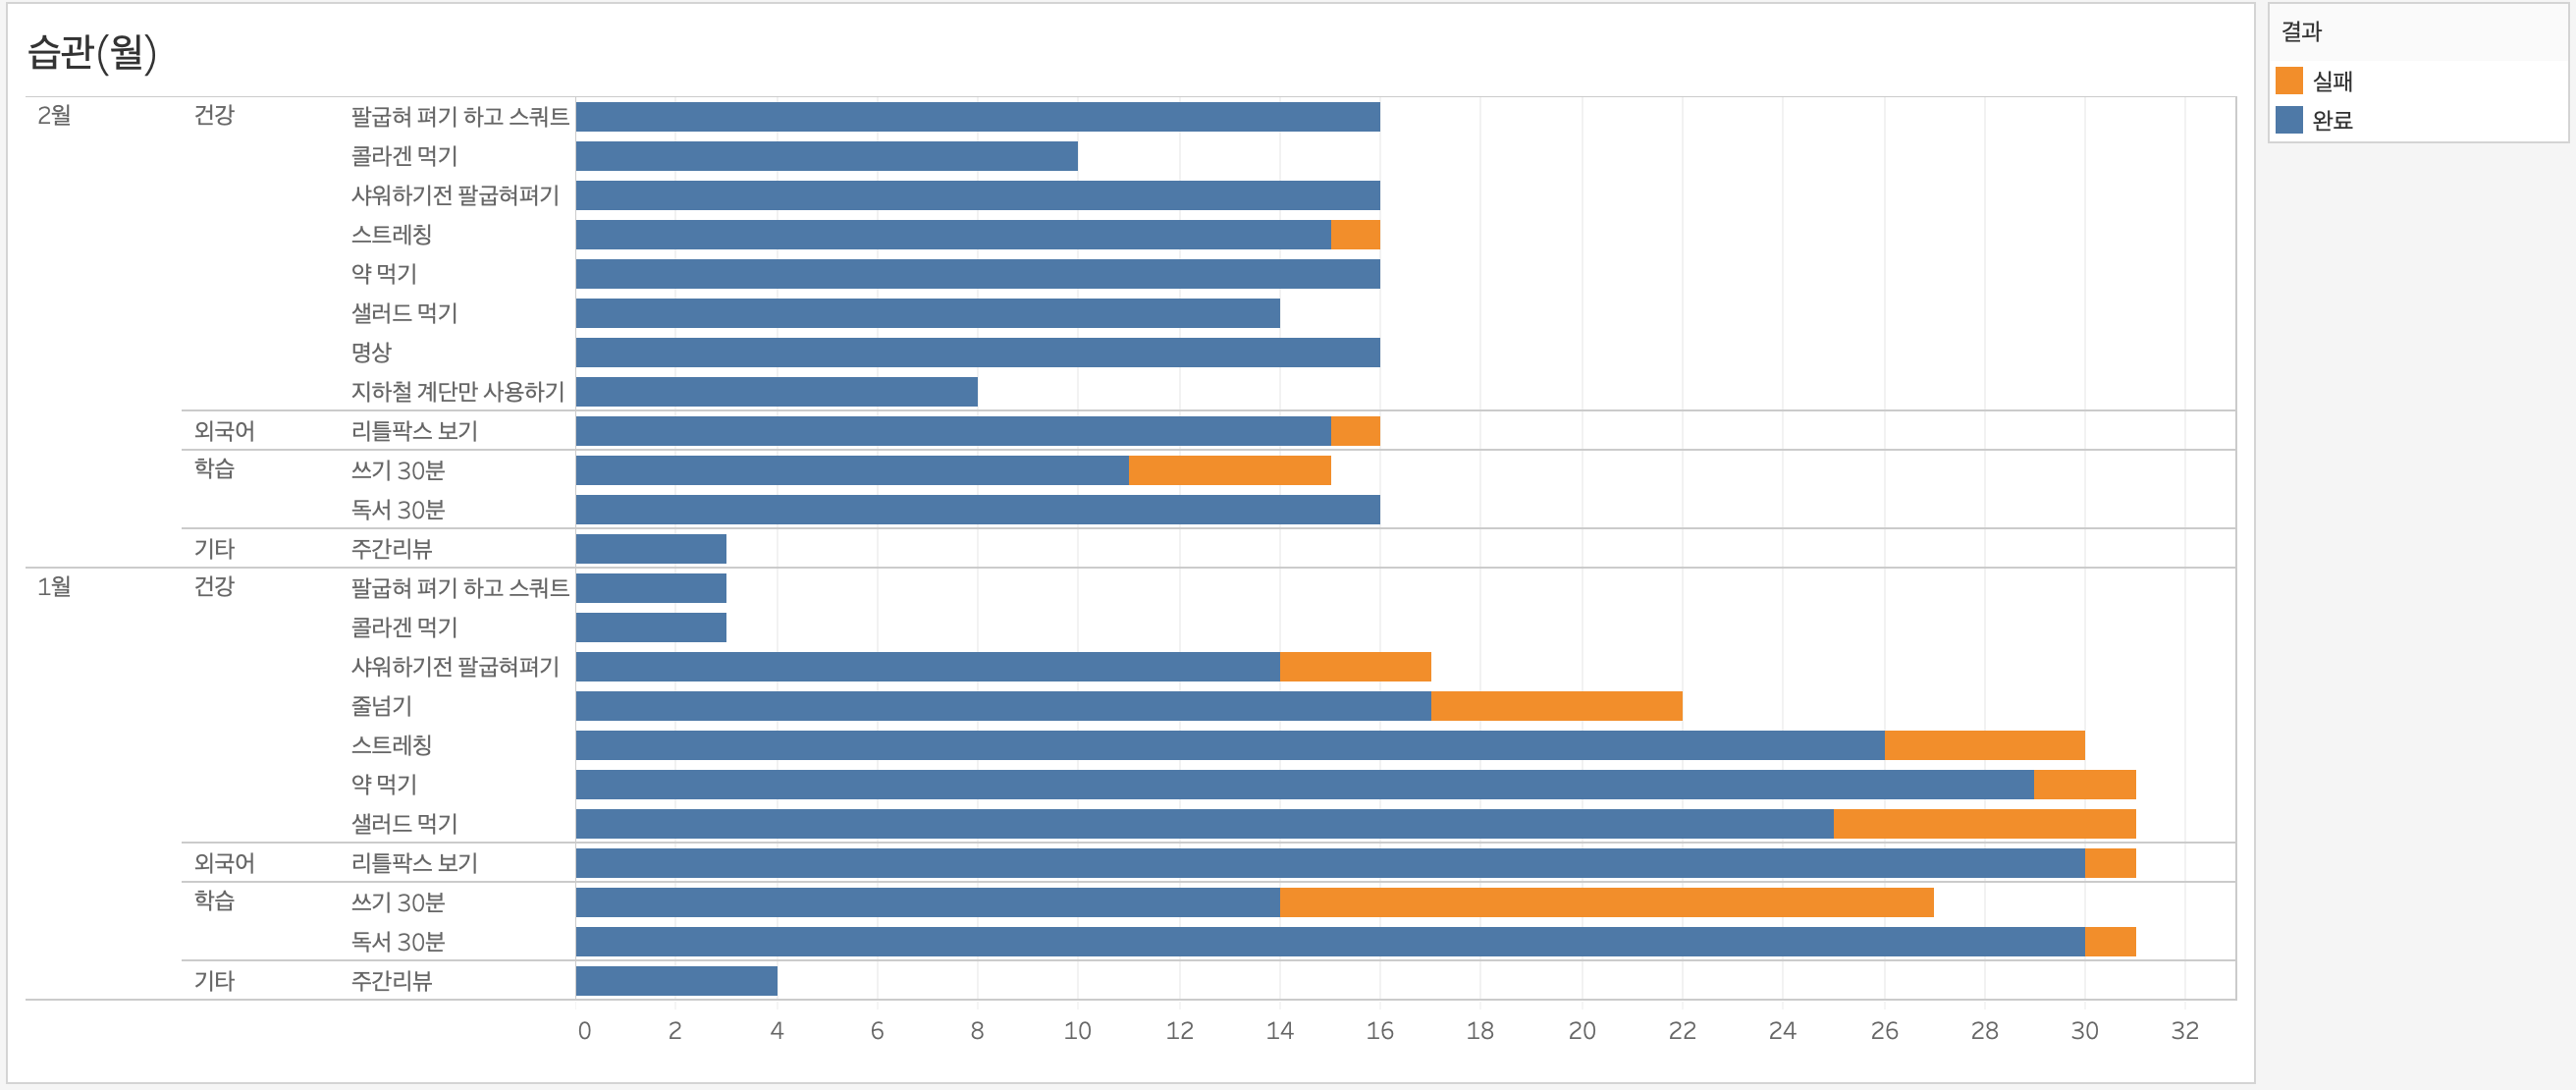 습관(월)
2월 건강 팔굽혀 펴기 하고 스쿼트
콜라겐 먹기
샤워하기전 팔굽혀펴기
스트레칭
약 먹기
샐러드 먹기
명상
지하철 계단만 사용하기
외국어 리틀팍스 보기
학습 쓰기 30분
독서 30분
기타 주간리뷰
1월 건강 팔굽혀 펴기 하고 스쿼트
콜라겐 먹기
샤워하기전 팔굽혀펴기
줄넘기
스트레칭
약 먹기
샐러드 먹기
외국어 리틀팍스 보기
학습 쓰기 30분
독서 30분
기타 주간리뷰
0 2 4 6 8 10 12 14 16 18 20 22 24 26 28 30 32
결과
실패
완료